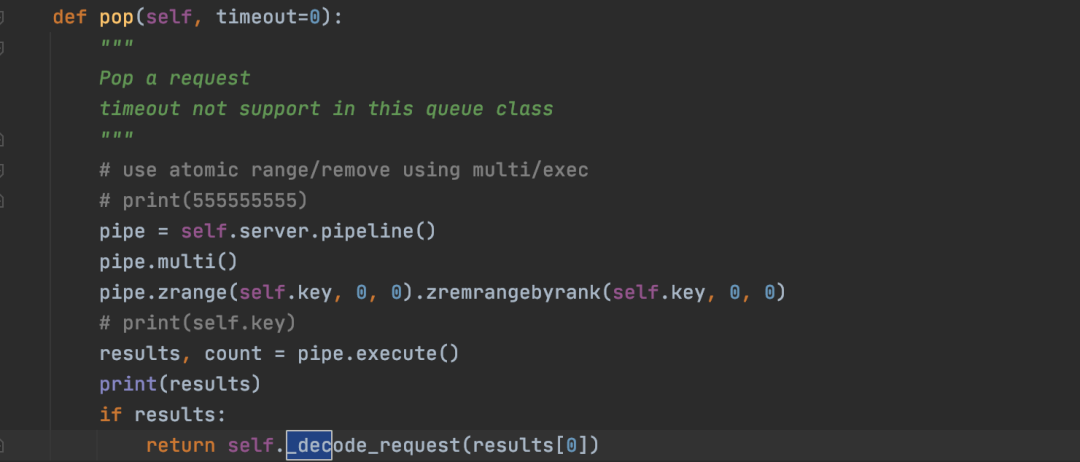 def pop(self, timeout=0):
"""
Pop a request
timeout not support in this queue class
"""
# use atomic range/remove using multi/exec
# print(555555555)
pipe = self.server.pipeline()
pipe.multi()
pipe.zrange(self.key, 0, 0).zremrangebyrank(self.key, 0, 0)
# print(self.key)
results, count = pipe.execute()
print(results)
if results:
return self._decode_request(results[0])